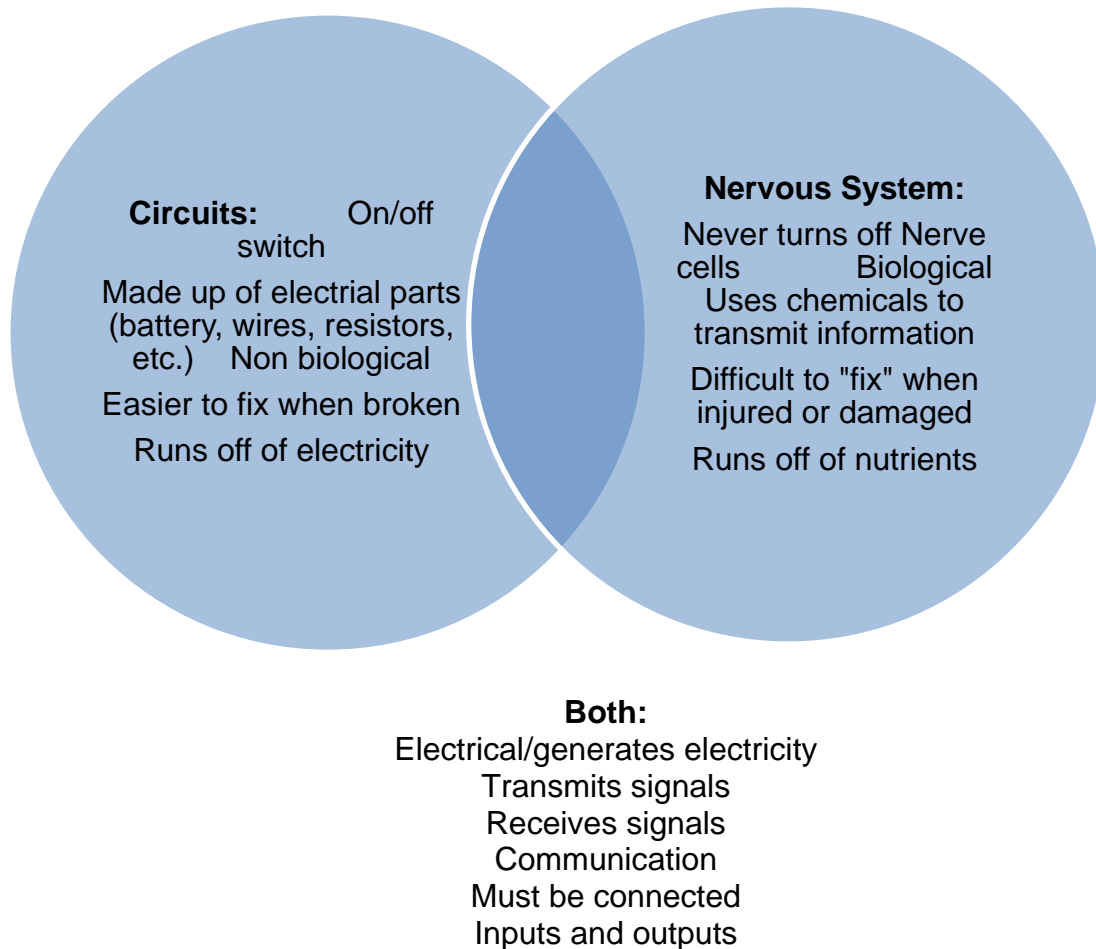 Circuits: On/off
switch
Made up of electrial parts
(battery, wires, resistors,
etc.) Non biological
Easier to fix when broken
Runs off of electricity
Nervous System:
Never turns off Nerve
cells Biological
Uses chemicals to
transmit information
Difficult to "fix" when
injured or damaged
Runs off of nutrients
Both:
Electrical/generates electricity
Transmits signals
Receives signals
Communication
Must be connected
Inputs and outputs